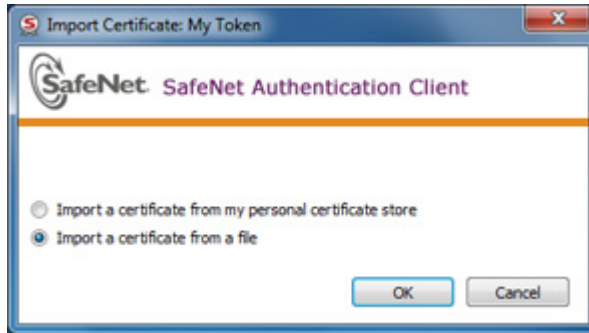 Import Certificate: My Token
SafeNet. SafeNet Authentication Client
Import a certificate from my personal certificate store
Import a certificate from a file
OK Cancel